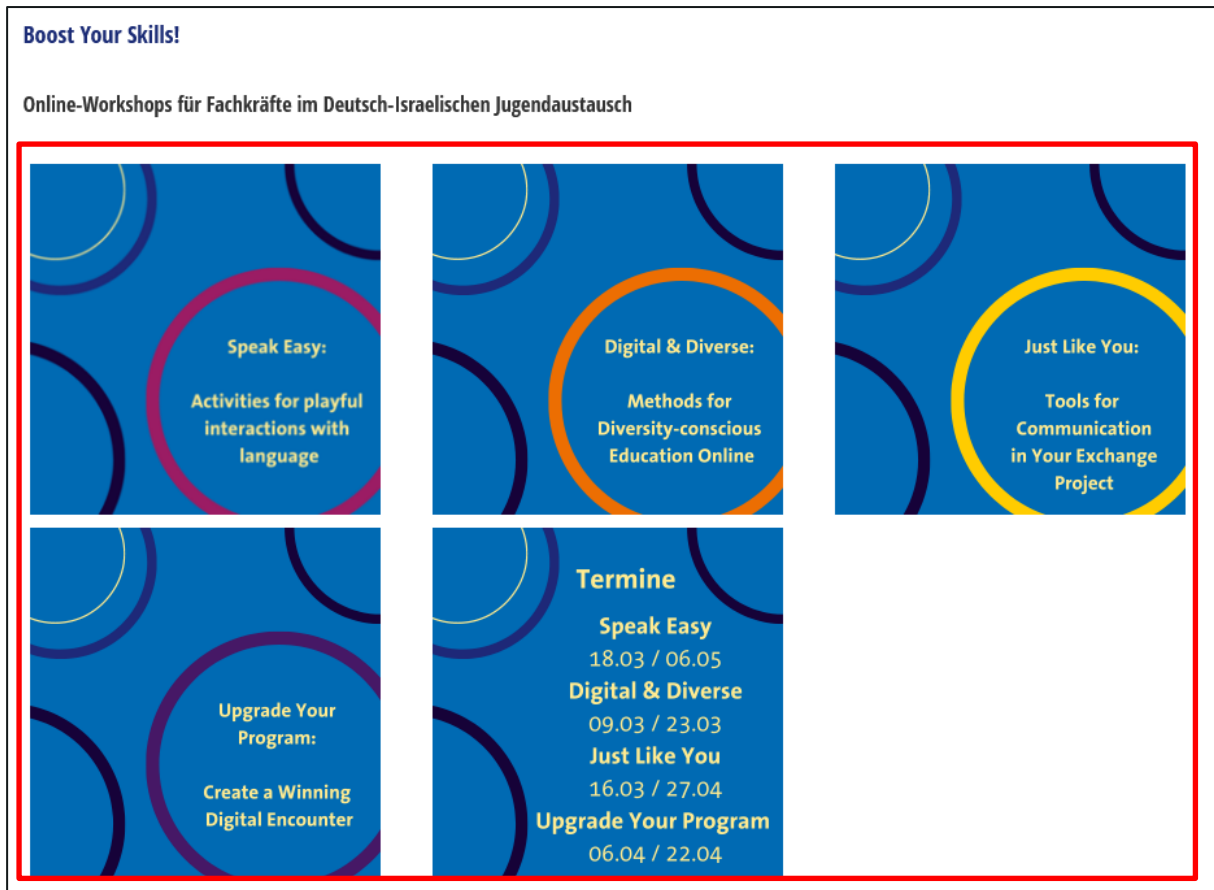 Boost Your Skills!
Online-Workshops für Fachkräfte im Deutsch-Israelischen Jugendaustausch
Speak Easy:
Activities for playful
interactions with
language
Digital & Diverse:
Methods for
Diversity-conscious
Education Online
Just Like You:
Tools for
Communication
in Your Exchange
Project
Upgrade Your
Program:
Create a Winning
Digital Encounter
Termine
Speak Easy
18.03 / 06.05
Digital & Diverse
09.03 / 23.03
Just Like You
16.03 / 27.04
Upgrade Your Program
06.04 / 22.04